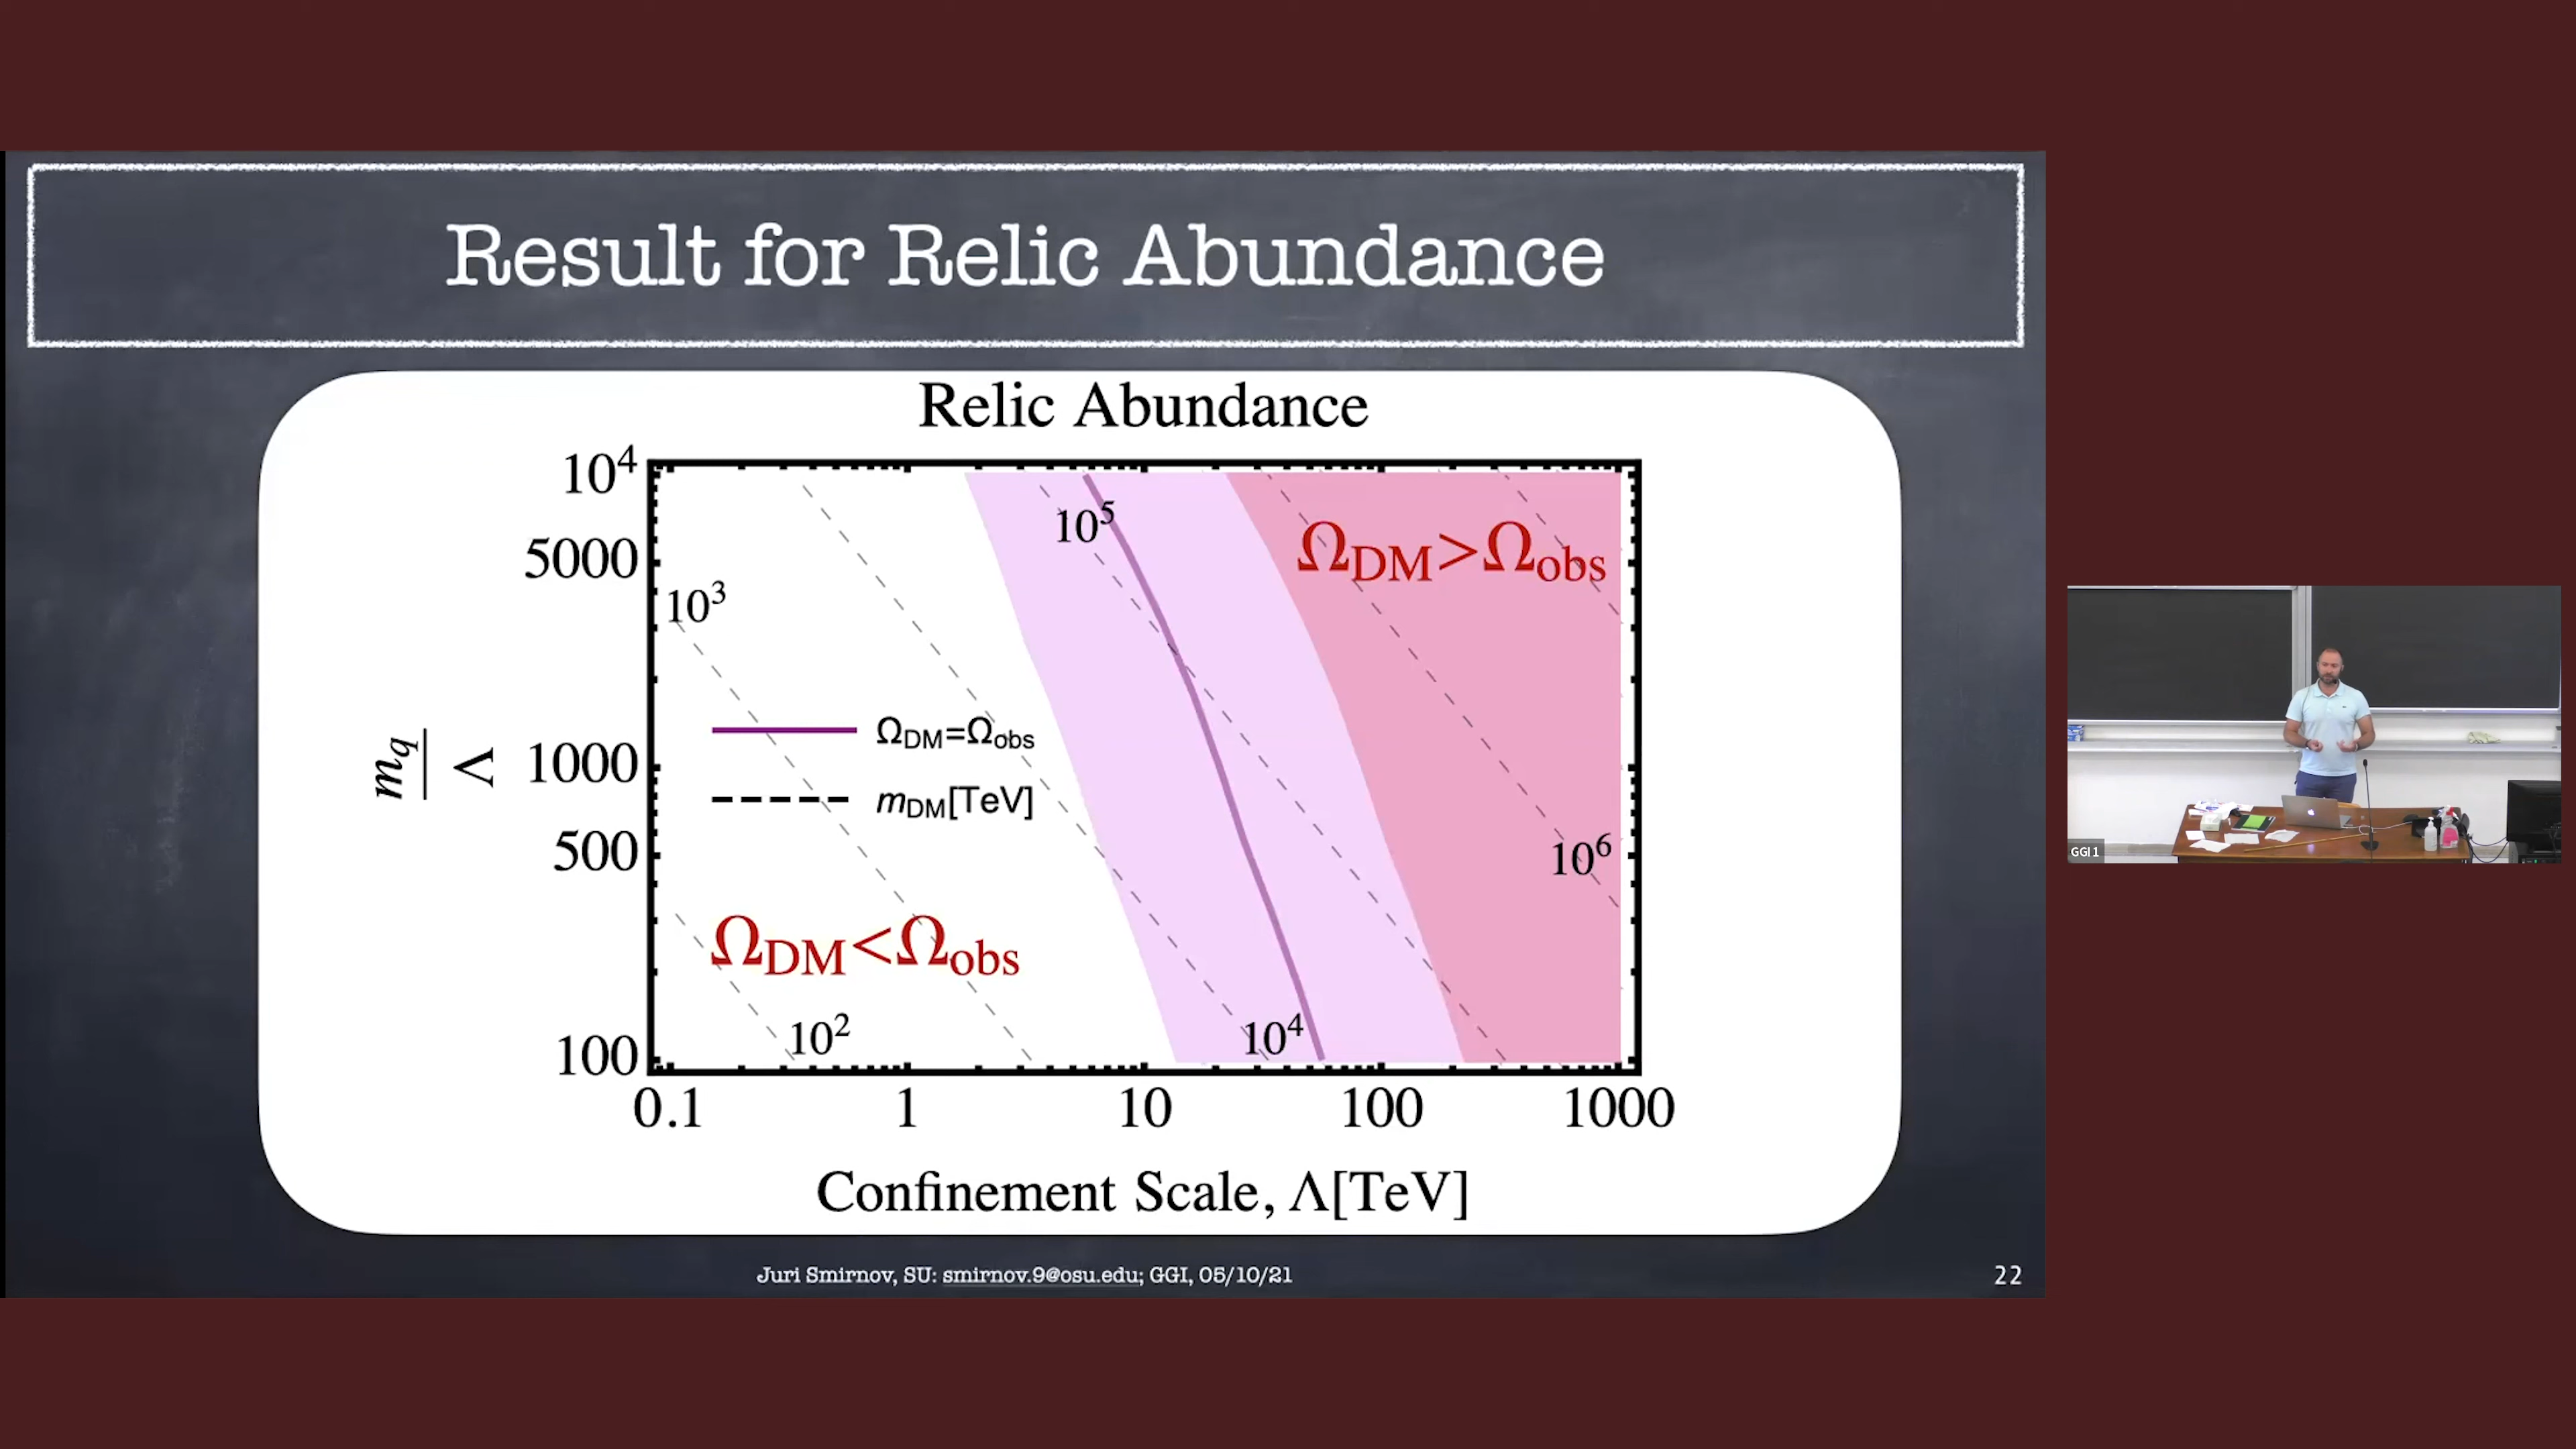 Result for Relic Abundance
Relic Abundance
10⁴
5000
1000
500
100
m_q
Λ
10³
10⁵
Ω_DM>Ω_obs
Ω_DM=Ω_obs
m_DM[TeV]
10⁶
Ω_DM<Ω_obs
10²
10⁴
0.1
1
10
100
1000
Confinement Scale, Λ[TeV]
Juri Smirnov, SU: smirnov.9@osu.edu; GGI, 05/10/21
22
GGI 1